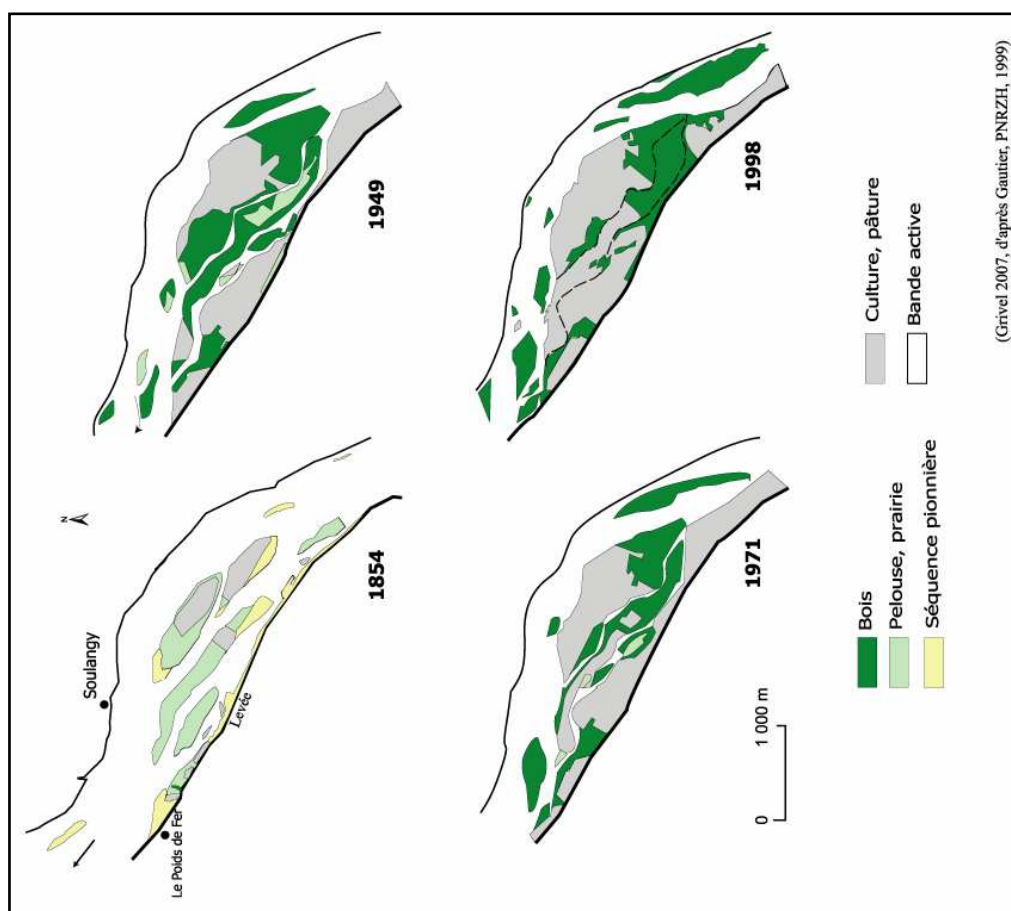 N
Soulangy
Le Poids de Fer
Levée
1854
1949
1971
1998
0 1 000 m
Bois
Pelouse, prairie
Séquence pionnière
Culture, pâture
Bande active
(Grivel 2007, d'après Gautier, PNRZH, 1999)